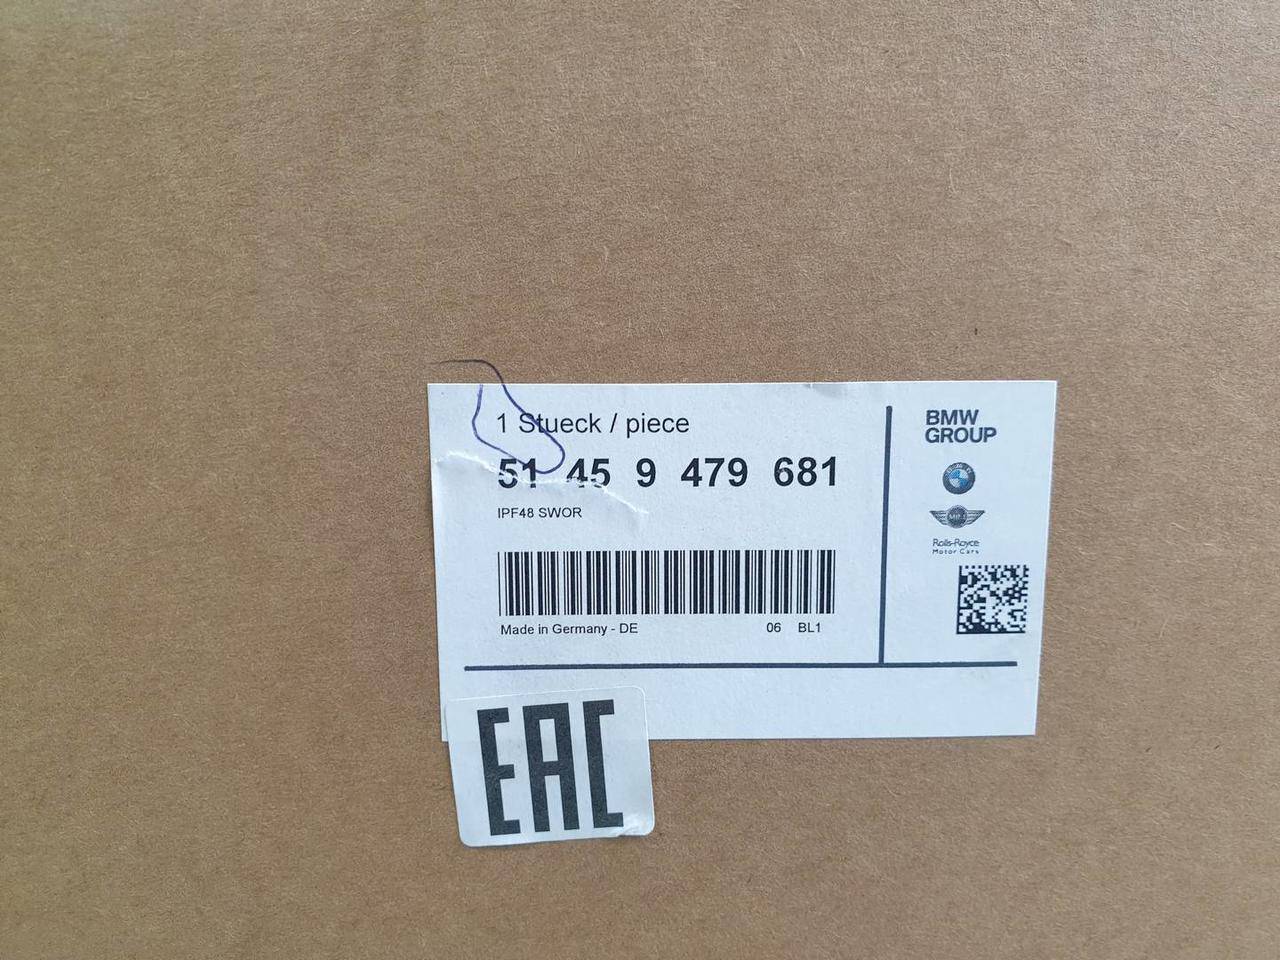 1 Stueck / piece
51 45 9 479 681
IPF48 SWOR
Made in Germany - DE 06 BL1
BMW
GROUP
MINI
Rolls-Royce
Motor Cars
EAC